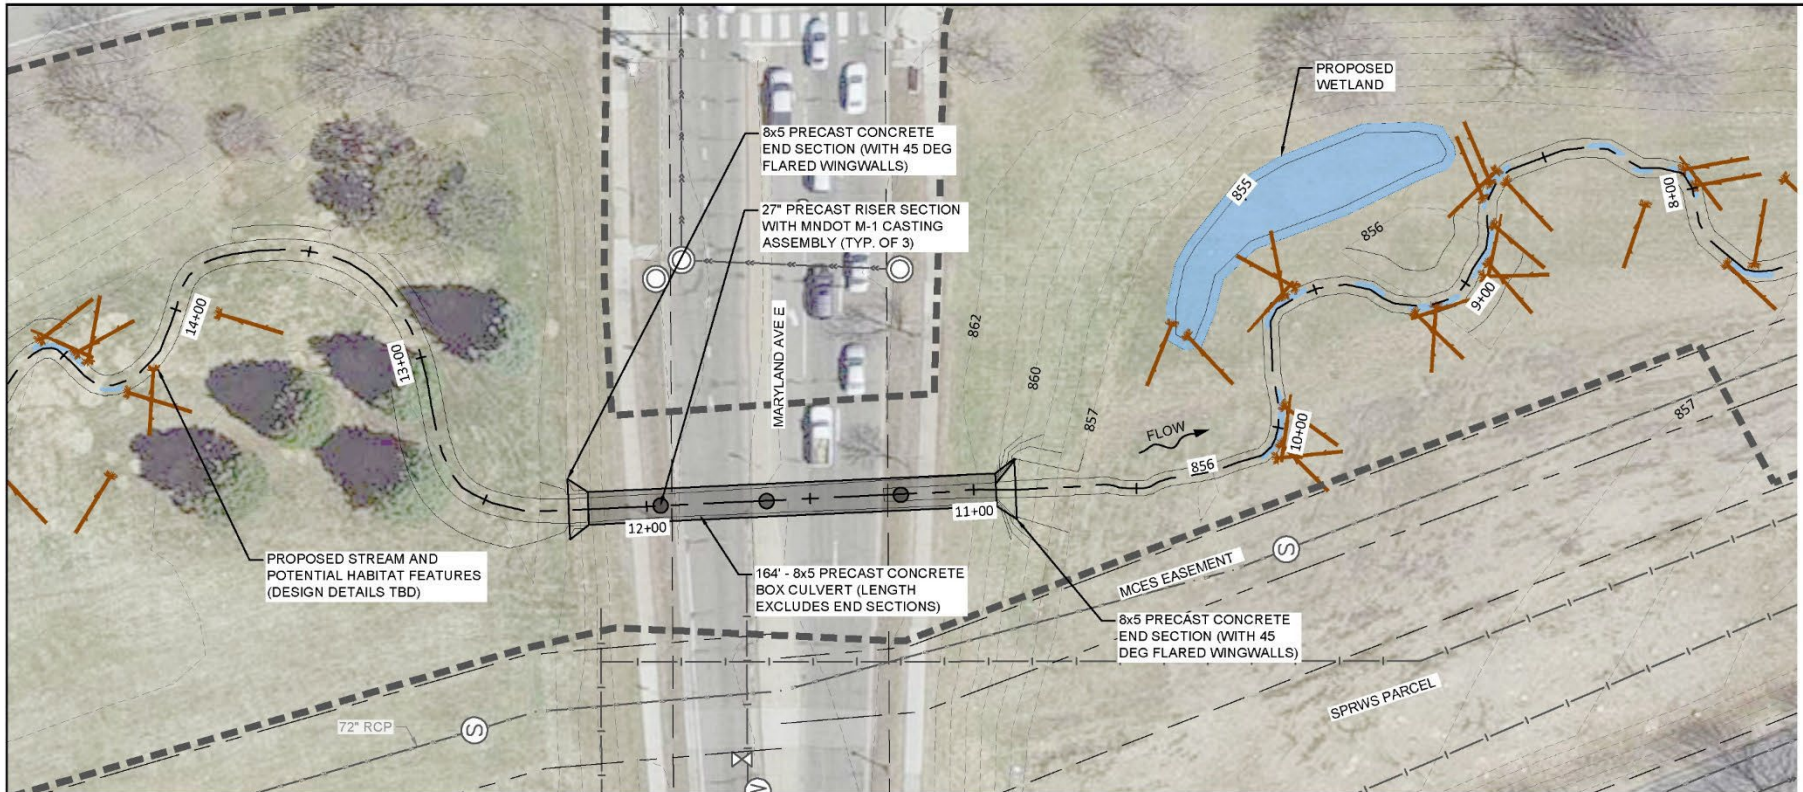 PROPOSED
WETLAND
8x5 PRECAST CONCRETE
END SECTION (WITH 45 DEG
FLARED WINGWALLS)
27" PRECAST RISER SECTION
WITH MNDOT M-1 CASTING
ASSEMBLY (TYP. OF 3)
855
856
8+00
9+00
14+00
13+00
MARYLAND AVE E
862
860
857
857
FLOW
10+00
856
12+00
11+00
PROPOSED STREAM AND
POTENTIAL HABITAT FEATURES
(DESIGN DETAILS TBD)
164' - 8x5 PRECAST CONCRETE
BOX CULVERT (LENGTH
EXCLUDES END SECTIONS)
MCES EASEMENT
S
8x5 PRECAST CONCRETE
END SECTION (WITH 45
DEG FLARED WINGWALLS)
SPRWS PARCEL
72" RCP
S